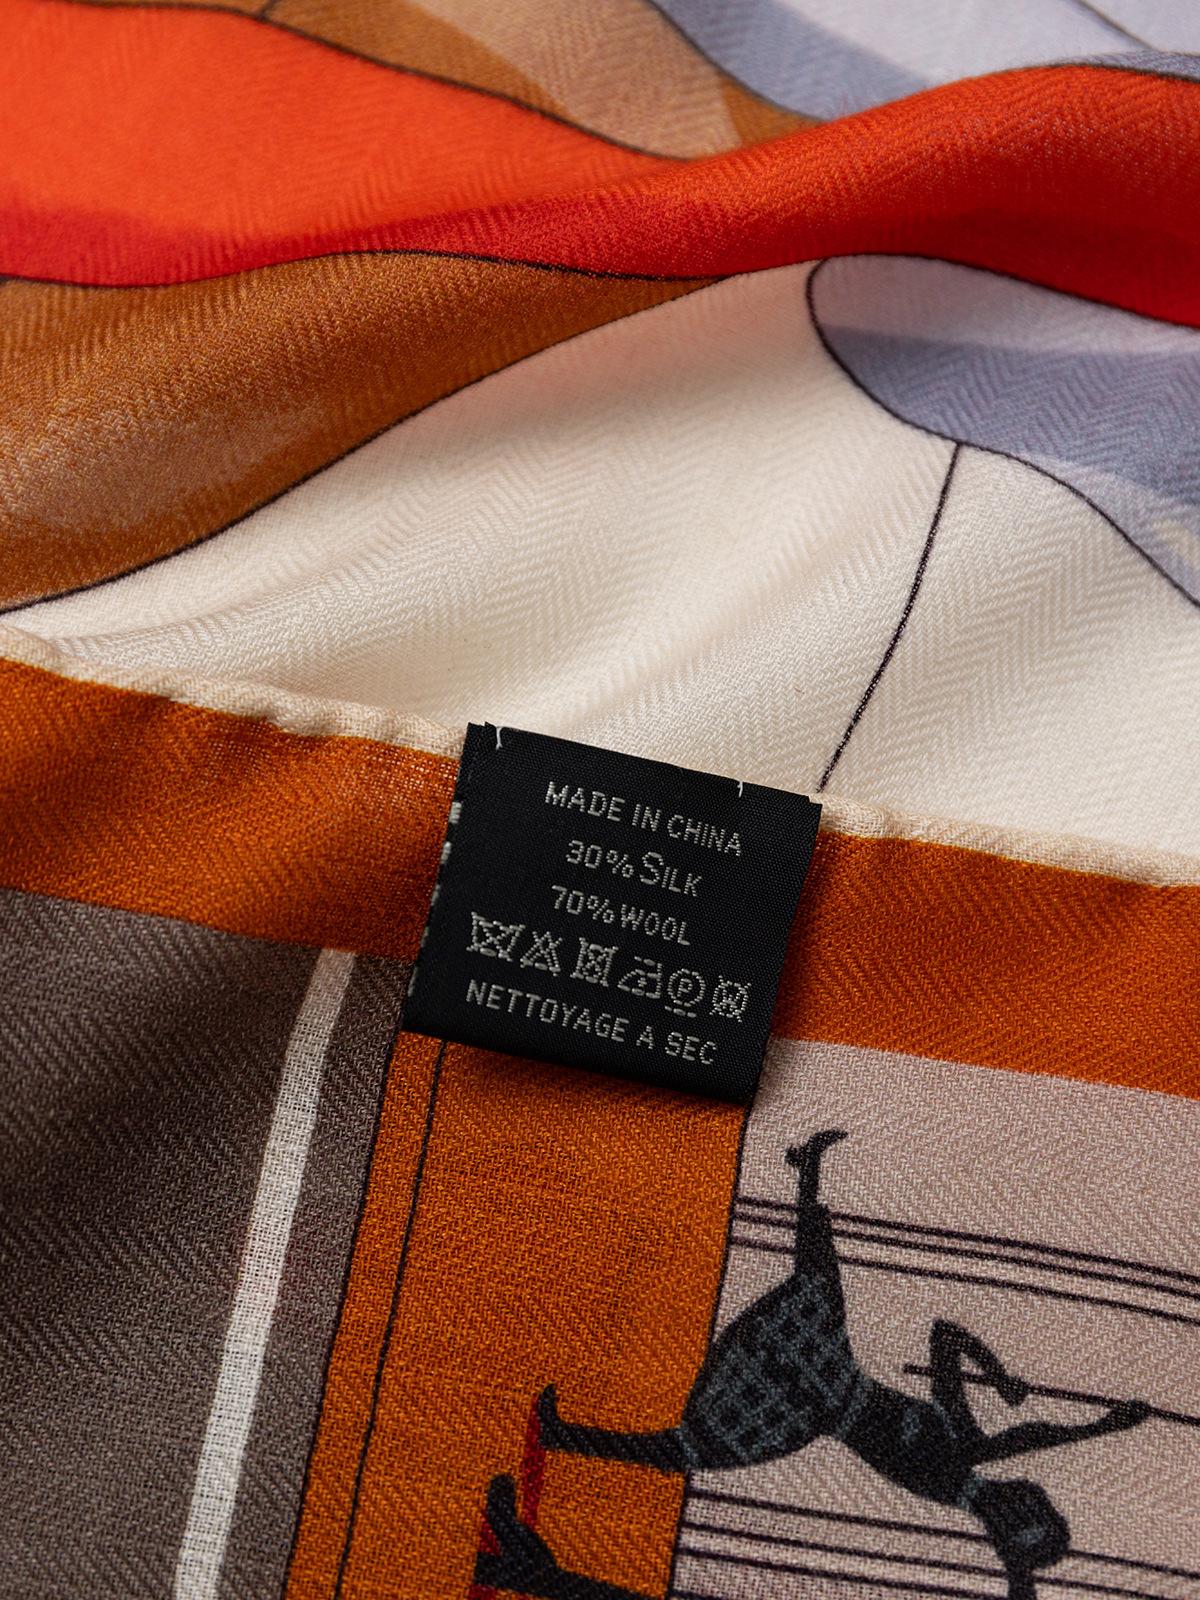 MADE IN CHINA
30% SILK
70% WOOL
P W
NETTOYAGE A SEC